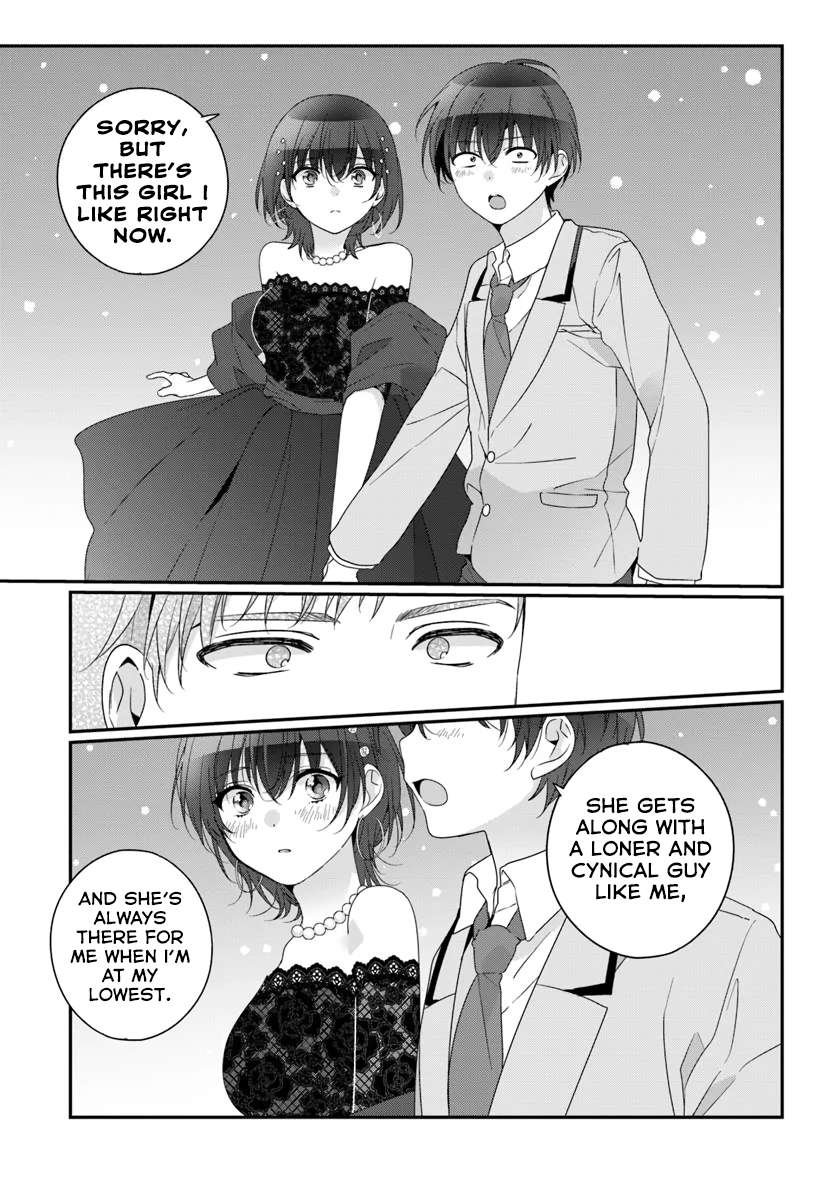 SORRY,
BUT
THERE'S
THIS GIRL I
LIKE RIGHT
NOW.
SHE GETS
ALONG WITH
A LONER AND
CYNICAL GUY
LIKE ME,
AND SHE'S
ALWAYS
THERE FOR
ME WHEN I'M
AT MY
LOWEST.